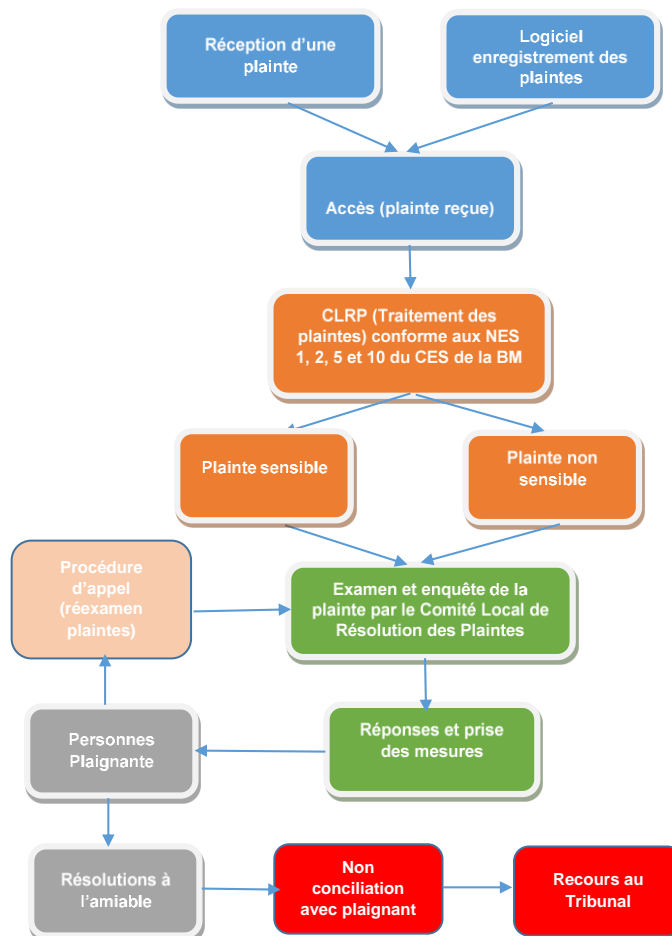 Réception d'une
plainte
Logiciel
enregistrement des
plaintes
Accès (plainte reçue)
CLRP (Traitement des
plaintes) conforme aux NES
1, 2, 5 et 10 du CES de la BM
Plainte sensible
Plainte non
sensible
Procédure
d'appel
(réexamen
plaintes)
Examen et enquête de la
plainte par le Comité Local de
Résolution des Plaintes
Personnes
Plaignante
Réponses et prise
des mesures
Résolutions à
l'amiable
Non
conciliation
avec plaignant
Recours au
Tribunal